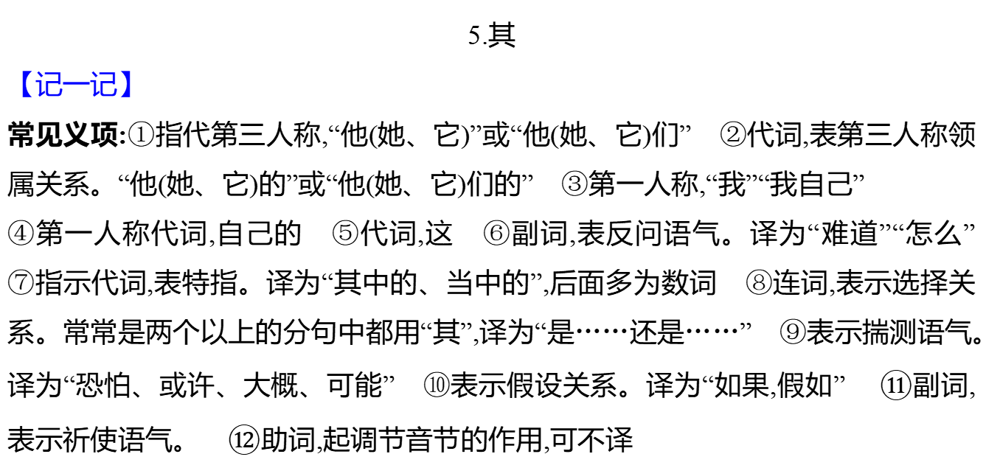 5.其
【记一记】
常见义项:①指代第三人称,“他(她、它)”或“他(她、它)们”　②代词,表第三人称领
属关系。“他(她、它)的”或“他(她、它)们的”　③第一人称,“我”“我自己”
④第一人称代词,自己的　⑤代词,这　⑥副词,表反问语气。译为“难道”“怎么”
⑦指示代词,表特指。译为“其中的、当中的”,后面多为数词　⑧连词,表示选择关
系。常常是两个以上的分句中都用“其”,译为“是……还是……”　⑨表示揣测语气。
译为“恐怕、或许、大概、可能”　⑩表示假设关系。译为“如果,假如”　⑪副词,
表示祈使语气。　⑫助词,起调节音节的作用,可不译